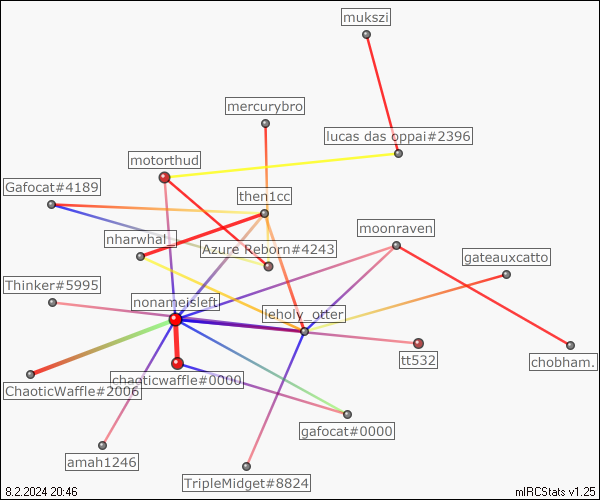 mukszi
mercurybro
lucas das oppai#2396
motorthud
Gafocat#4189
then1cc
nharwhal_
Azure Reborn#4243
moonraven
gateauxcatto
Thinker#5995
nonameisleft
leholy_otter
tt532
chobham.
ChaoticWaffle#2006
chaoticwaffle#0000
gafocat#0000
amah1246
TripleMidget#8824
8.2.2024 20:46
mIRCStats v1.25